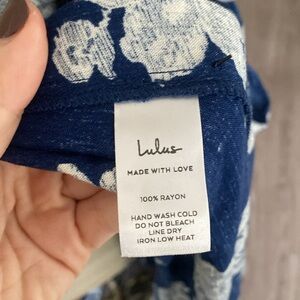 Lulus
MADE WITH LOVE
100% RAYON
HAND WASH COLD
DO NOT BLEACH
LINE DRY
IRON LOW HEAT